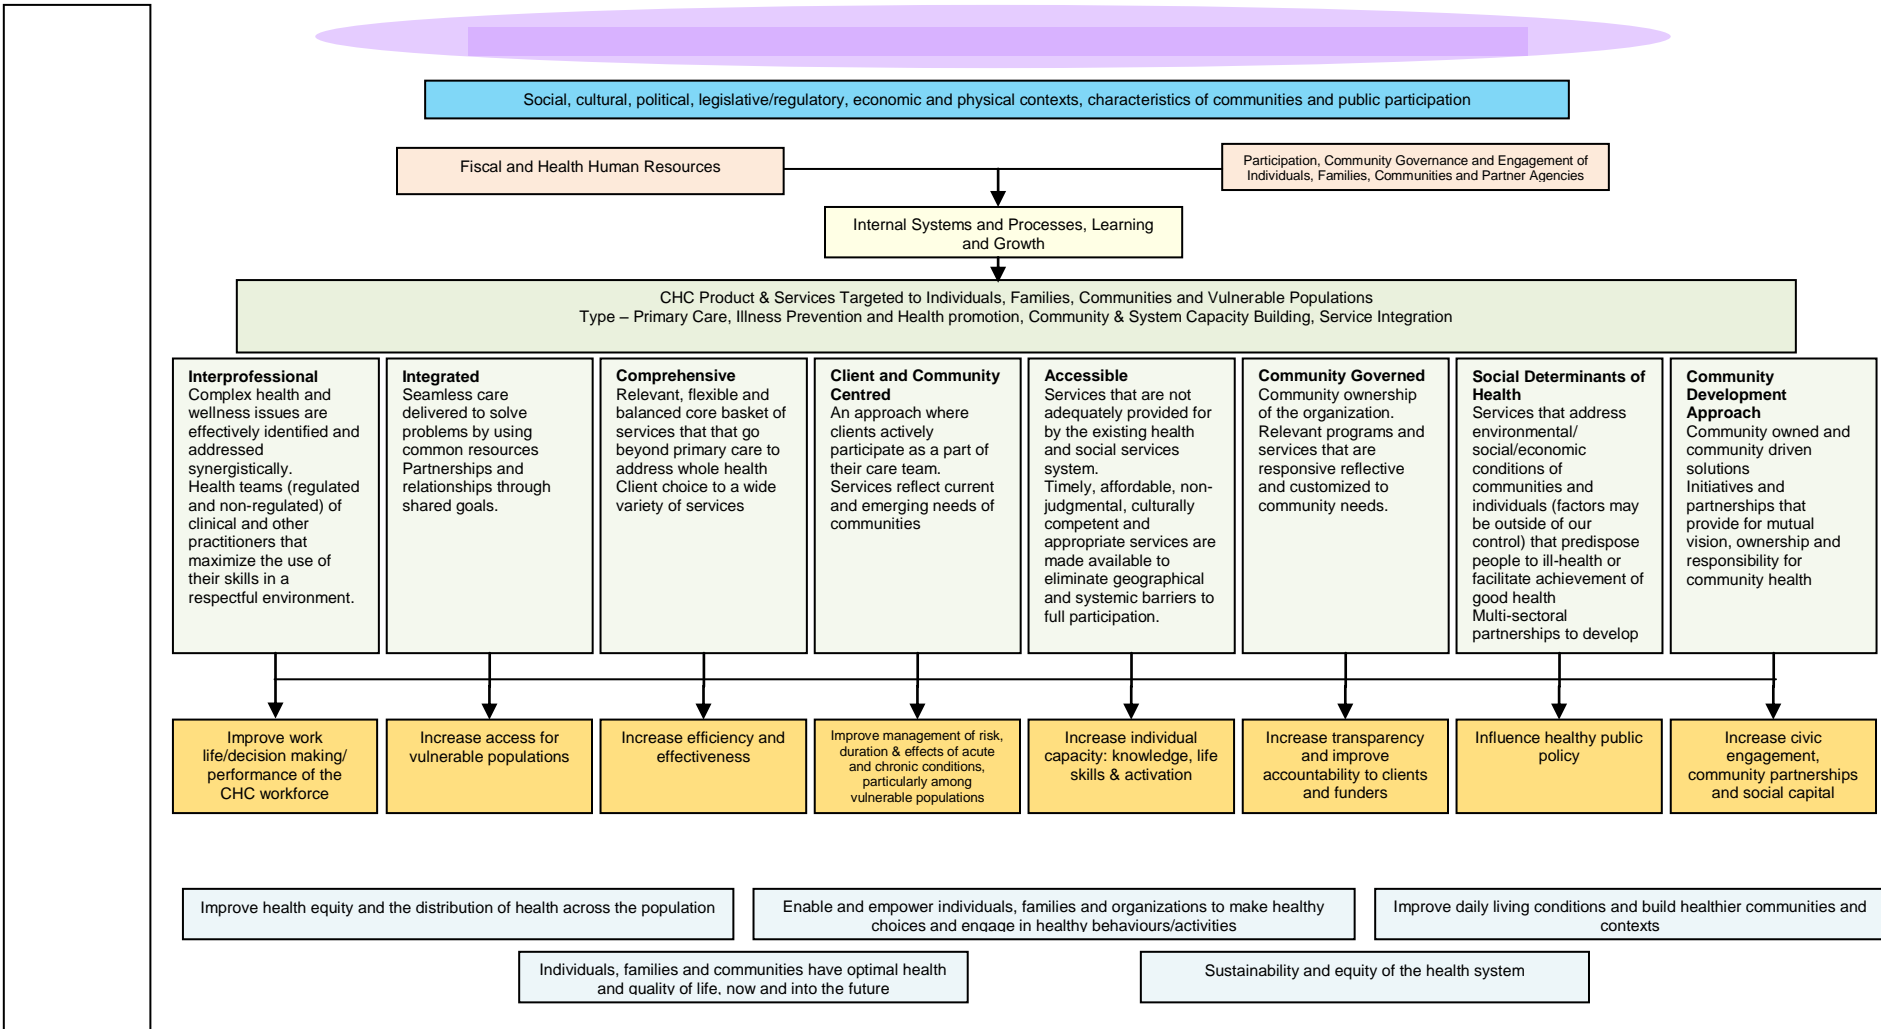 Social, cultural, political, legislative/regulatory, economic and physical contexts, characteristics of communities and public participation
Fiscal and Health Human Resources
Participation, Community Governance and Engagement of
Individuals, Families, Communities and Partner Agencies
Internal Systems and Processes, Learning
and Growth
CHC Product & Services Targeted to Individuals, Families, Communities and Vulnerable Populations
Type – Primary Care, Illness Prevention and Health promotion, Community & System Capacity Building, Service Integration
Interprofessional
Complex health and
wellness issues are
effectively identified and
addressed
synergistically.
Health teams (regulated
and non-regulated) of
clinical and other
practitioners that
maximize the use of
their skills in a
respectful environment.
Integrated
Seamless care
delivered to solve
problems by using
common resources
Partnerships and
relationships through
shared goals.
Comprehensive
Relevant, flexible and
balanced core basket of
services that that go
beyond primary care to
address whole health
Client choice to a wide
variety of services
Client and Community
Centred
An approach where
clients actively
participate as a part of
their care team.
Services reflect current
and emerging needs of
communities
Accessible
Services that are not
adequately provided for
by the existing health
and social services
system.
Timely, affordable, non-
judgmental, culturally
competent and
appropriate services are
made available to
eliminate geographical
and systemic barriers to
full participation.
Community Governed
Community ownership
of the organization.
Relevant programs and
services that are
responsive reflective
and customized to
community needs.
Social Determinants of
Health
Services that address
environmental/
social/economic
conditions of
communities and
individuals (factors may
be outside of our
control) that predispose
people to ill-health or
facilitate achievement of
good health
Multi-sectoral
partnerships to develop
Community
Development
Approach
Community owned and
community driven
solutions
Initiatives and
partnerships that
provide for mutual
vision, ownership and
responsibility for
community health
Improve work
life/decision making/
performance of the
CHC workforce
Increase access for
vulnerable populations
Increase efficiency and
effectiveness
Improve management of risk,
duration & effects of acute
and chronic conditions,
particularly among
vulnerable populations
Increase individual
capacity: knowledge, life
skills & activation
Increase transparency
and improve
accountability to clients
and funders
Influence healthy public
policy
Increase civic
engagement,
community partnerships
and social capital
Improve health equity and the distribution of health across the population
Enable and empower individuals, families and organizations to make healthy
choices and engage in healthy behaviours/activities
Improve daily living conditions and build healthier communities and
contexts
Individuals, families and communities have optimal health
and quality of life, now and into the future
Sustainability and equity of the health system